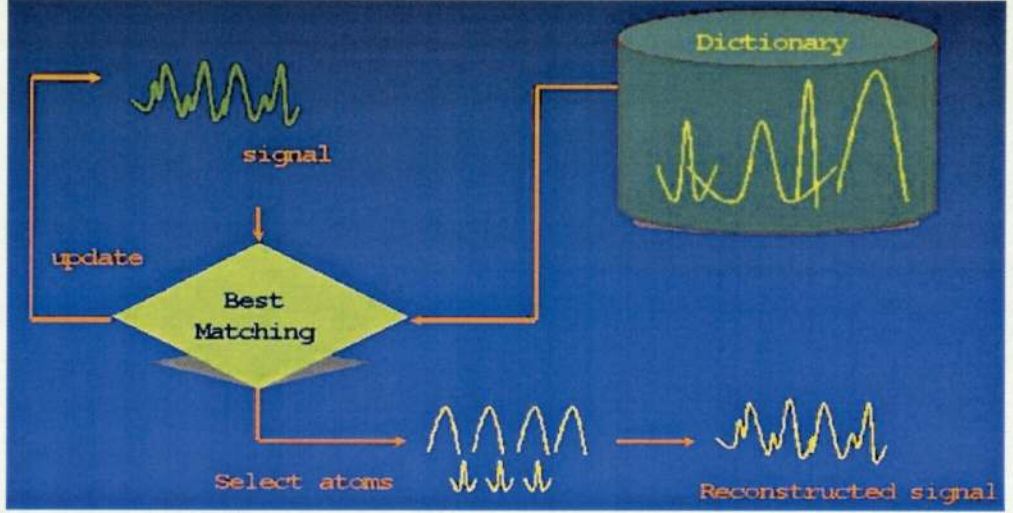 Dictionary
signal
update
Best
Matching
Select atoms
Reconstructed signal